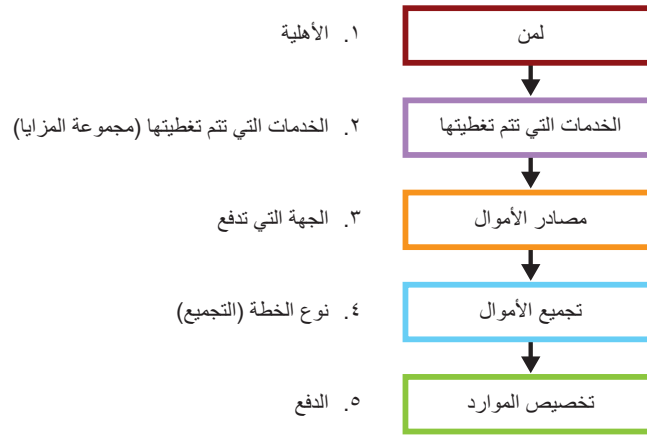 لمن
١. الأهلية
الخدمات التي تتم تغطيتها
٢. الخدمات التي تتم تغطيتها (مجموعة المزايا)
مصادر الأموال
٣. الجهة التي تدفع
تجميع الأموال
٤. نوع الخطة (التجميع)
تخصيص الموارد
٥. الدفع